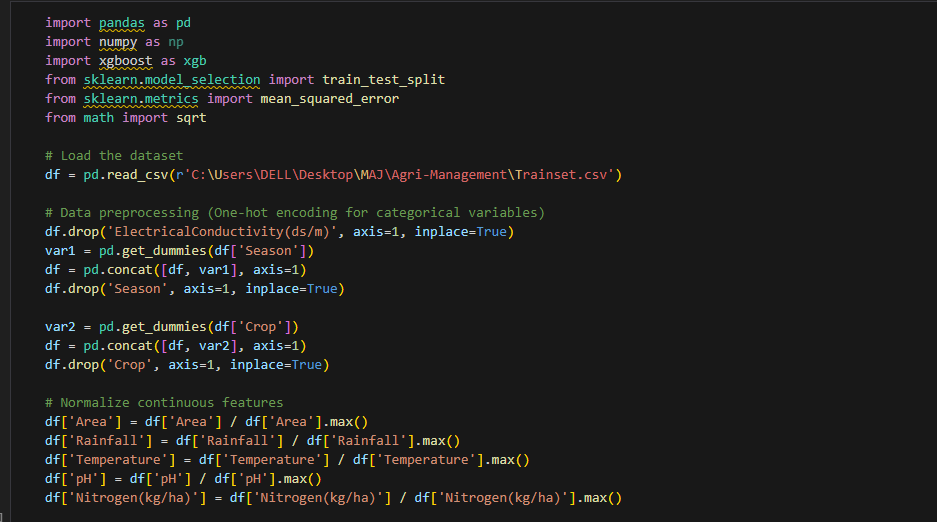 import pandas as pd
import numpy as np
import xgboost as xgb
from sklearn.model_selection import train_test_split
from sklearn.metrics import mean_squared_error
from math import sqrt
# Load the dataset
df = pd.read_csv(r'C:\Users\DELL\Desktop\MAJ\Agri-Management\Trainset.csv')
# Data preprocessing (One-hot encoding for categorical variables)
df.drop('ElectricalConductivity(ds/m)', axis=1, inplace=True)
var1 = pd.get_dummies(df['Season'])
df = pd.concat([df, var1], axis=1)
df.drop('Season', axis=1, inplace=True)
var2 = pd.get_dummies(df['Crop'])
df = pd.concat([df, var2], axis=1)
df.drop('Crop', axis=1, inplace=True)
# Normalize continuous features
df['Area'] = df['Area'] / df['Area'].max()
df['Rainfall'] = df['Rainfall'] / df['Rainfall'].max()
df['Temperature'] = df['Temperature'] / df['Temperature'].max()
df['pH'] = df['pH'] / df['pH'].max()
df['Nitrogen(kg/ha)'] = df['Nitrogen(kg/ha)'] / df['Nitrogen(kg/ha)'].max()